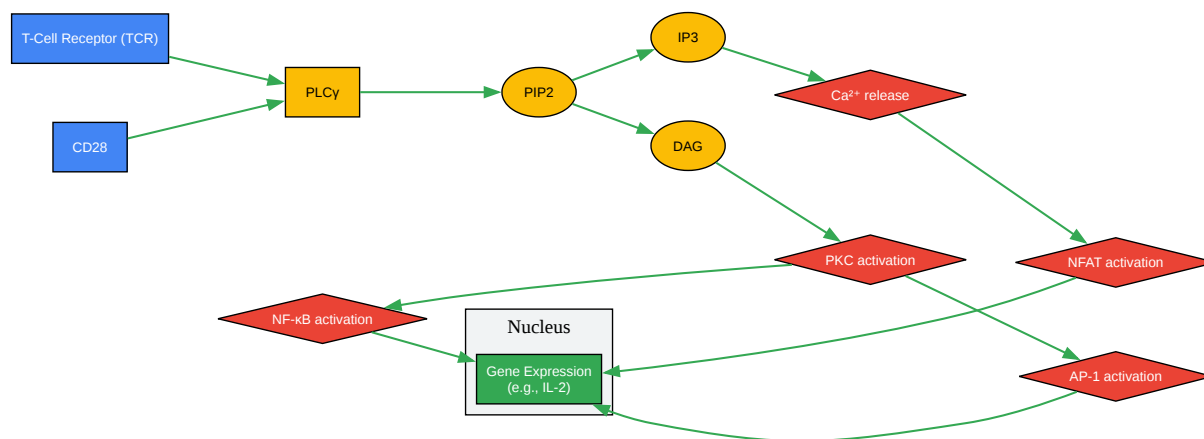 T-Cell Receptor (TCR)
CD28
PLCγ
PIP2
IP3
DAG
Ca²⁺ release
PKC activation
NFAT activation
NF-κB activation
Nucleus
Gene Expression
(e.g., IL-2)
AP-1 activation